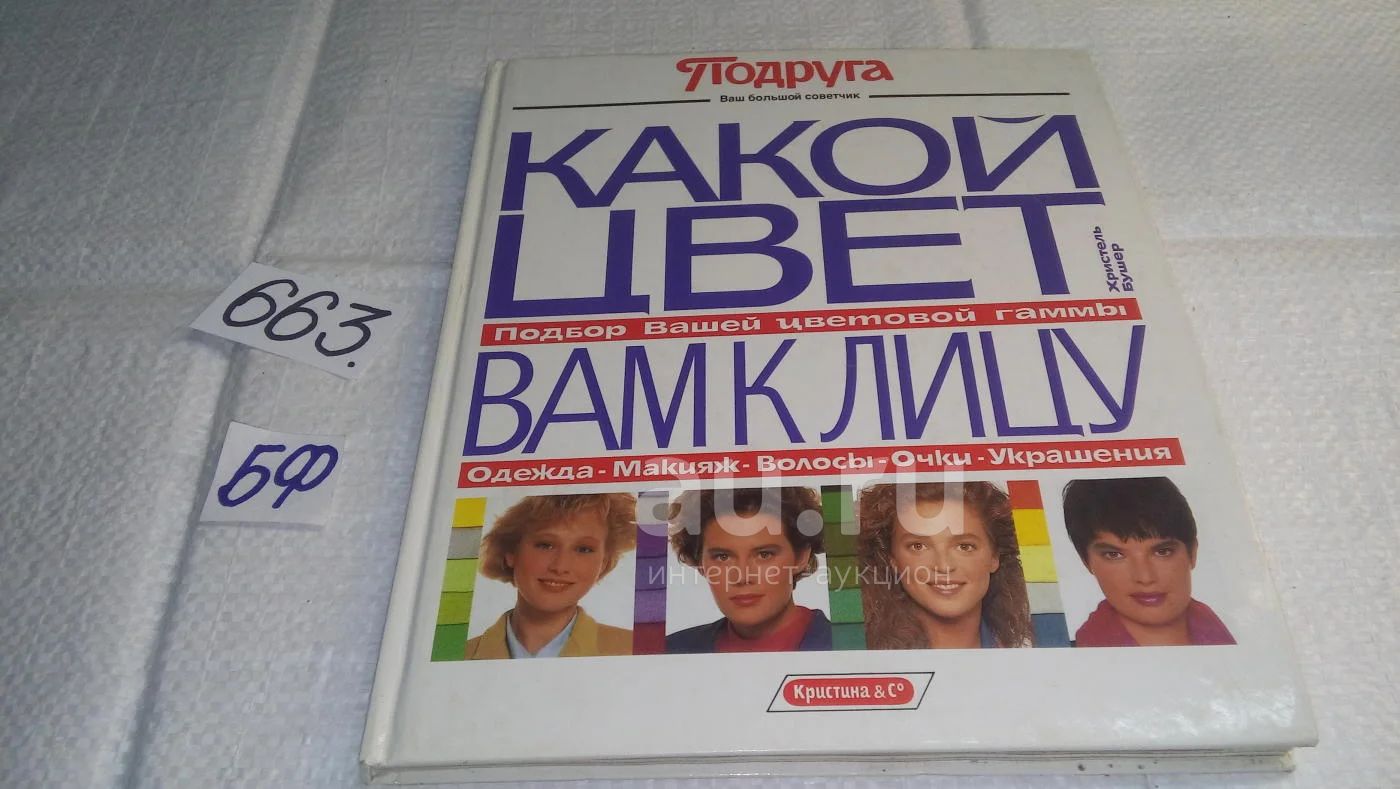 Подруга
Ваш большой советчик
КАКОЙ
ЦВЕТ
Христель
Бушер
Подбор Вашей цветовой гаммы
ВАМ К ЛИЦУ
Одежда - Макияж - Волосы - Очки - Украшения
au.ru
интернет-аукцион
Кристина & Cº
663.
БФ